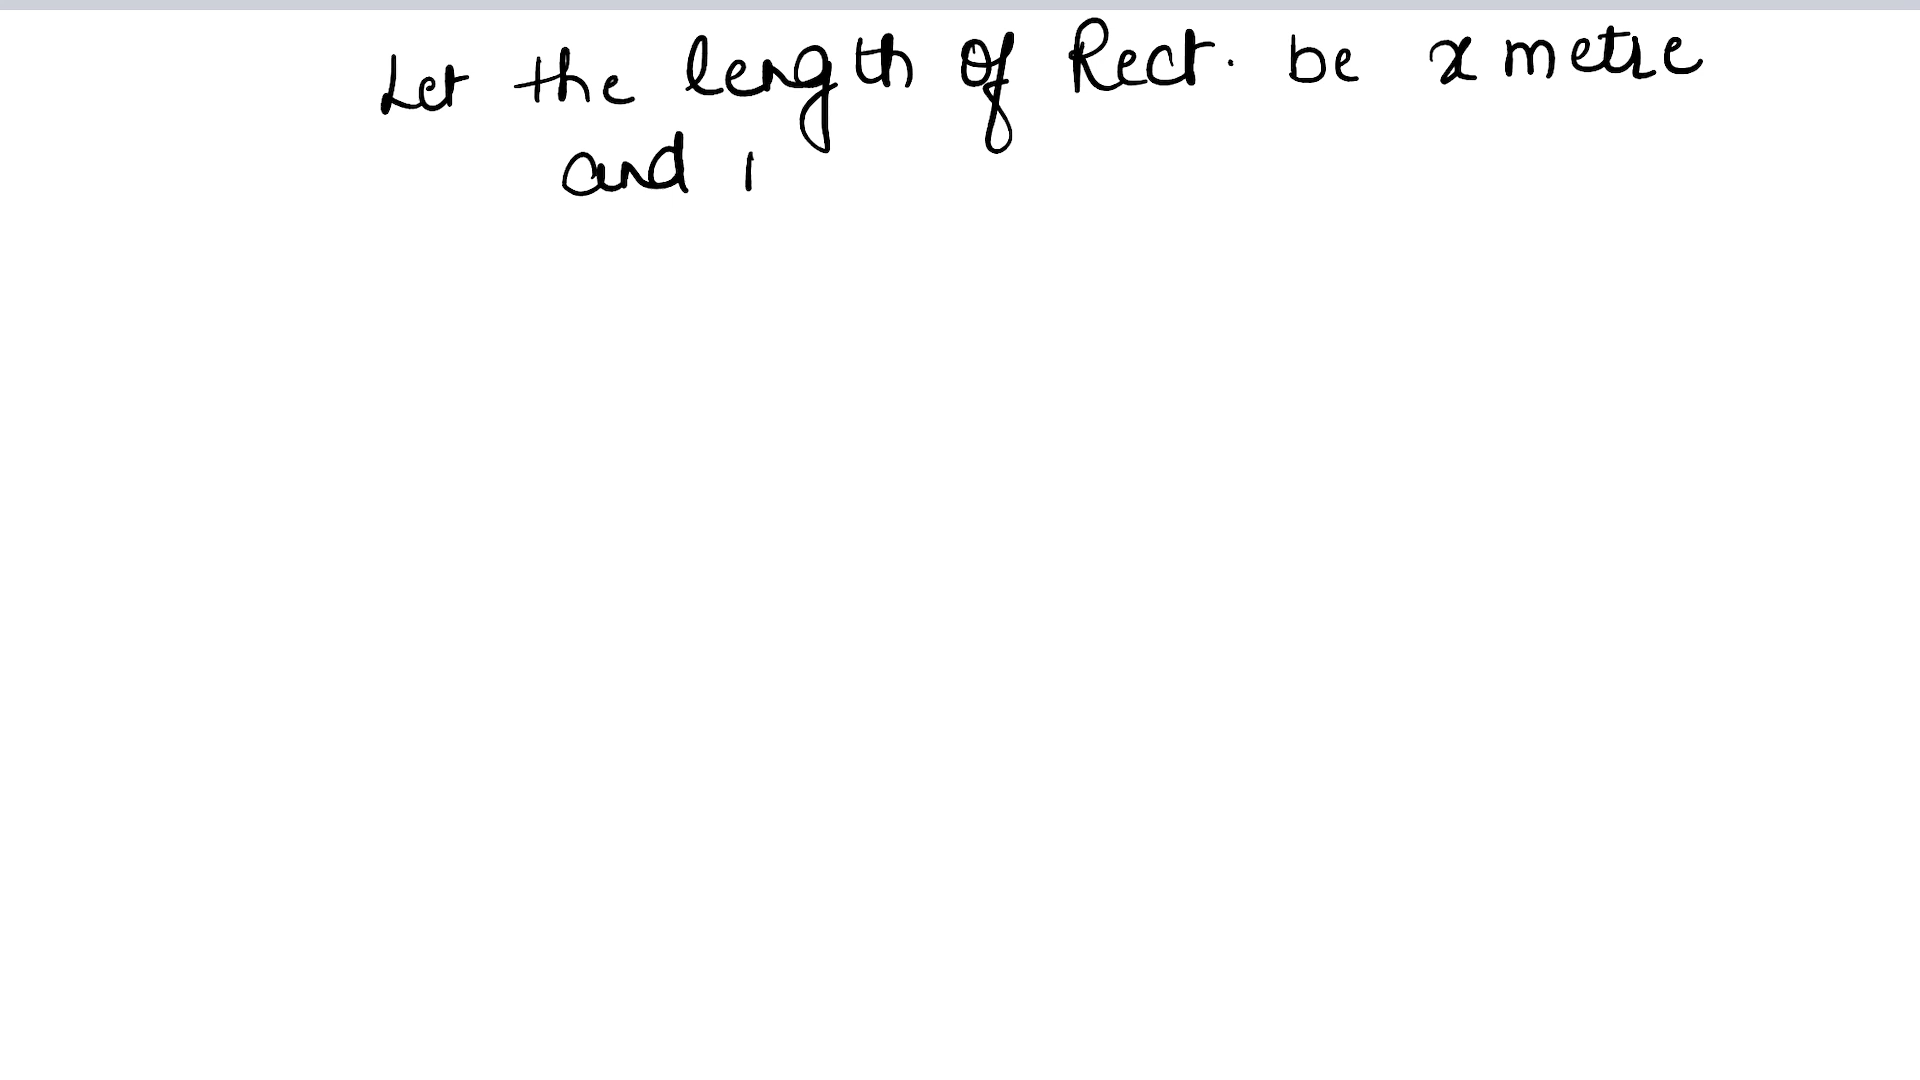 Let the length of Rect. be x metre
and